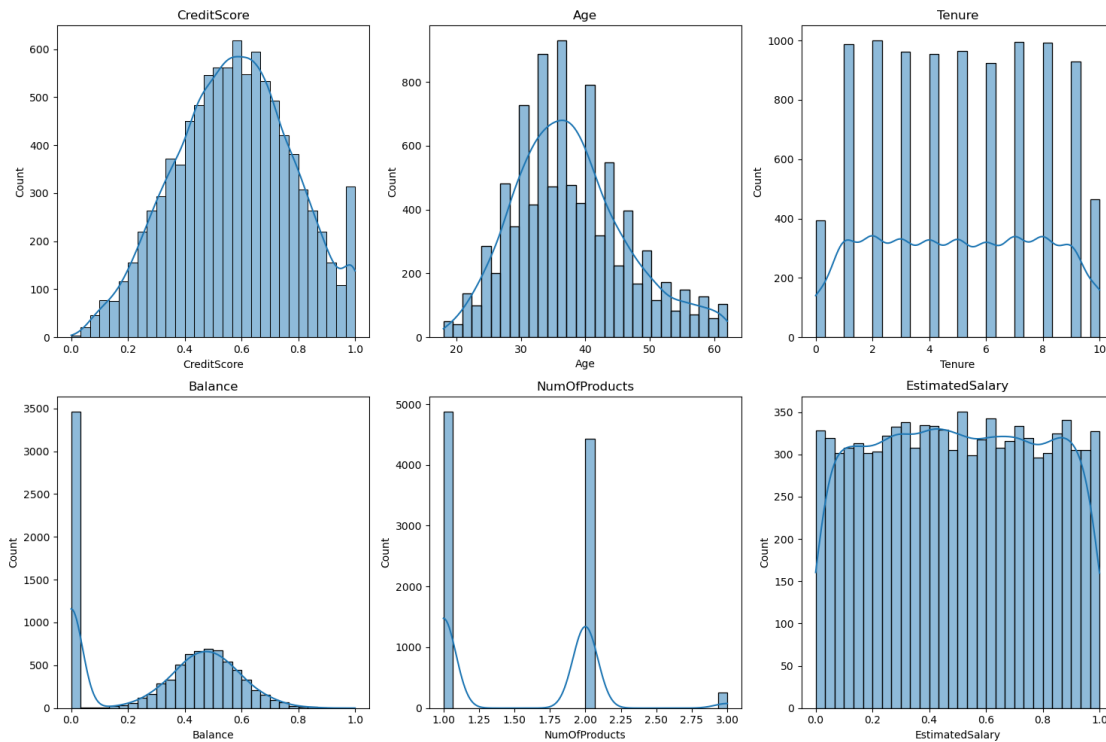 CreditScore
600
500
400
300
200
100
0
Count
0.0 0.2 0.4 0.6 0.8 1.0
CreditScore
Age
800
600
400
200
0
Count
20 30 40 50 60
Age
Tenure
1000
800
600
400
200
0
Count
0 2 4 6 8 10
Tenure
Balance
3500
3000
2500
2000
1500
1000
500
0
Count
0.0 0.2 0.4 0.6 0.8 1.0
Balance
NumOfProducts
5000
4000
3000
2000
1000
0
Count
1.00 1.25 1.50 1.75 2.00 2.25 2.50 2.75 3.00
NumOfProducts
EstimatedSalary
350
300
250
200
150
100
50
0
Count
0.0 0.2 0.4 0.6 0.8 1.0
EstimatedSalary